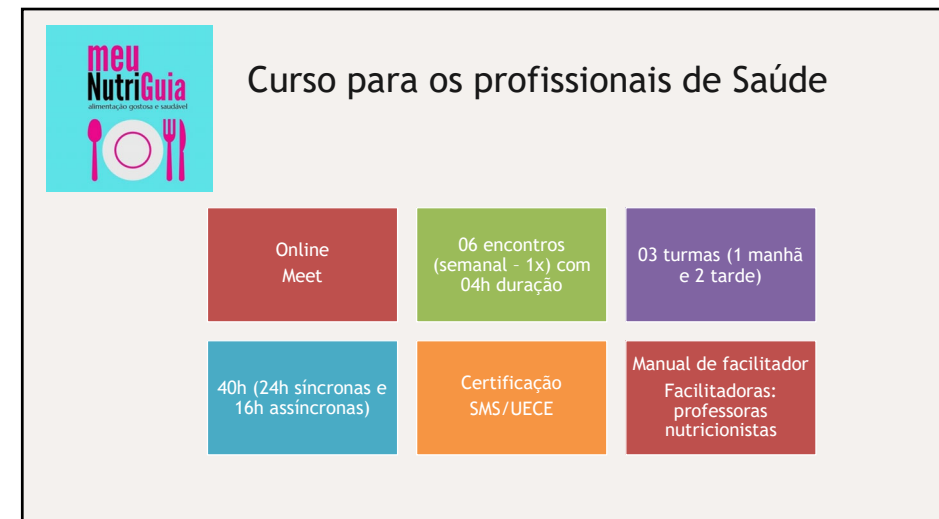 meu
NutriGuia
alimentação gostosa e saudável
Curso para os profissionais de Saúde
Online
Meet
06 encontros
(semanal – 1x) com
04h duração
03 turmas (1 manhã
e 2 tarde)
40h (24h síncronas e
16h assíncronas)
Certificação
SMS/UECE
Manual de facilitador
Facilitadoras:
professoras
nutricionistas